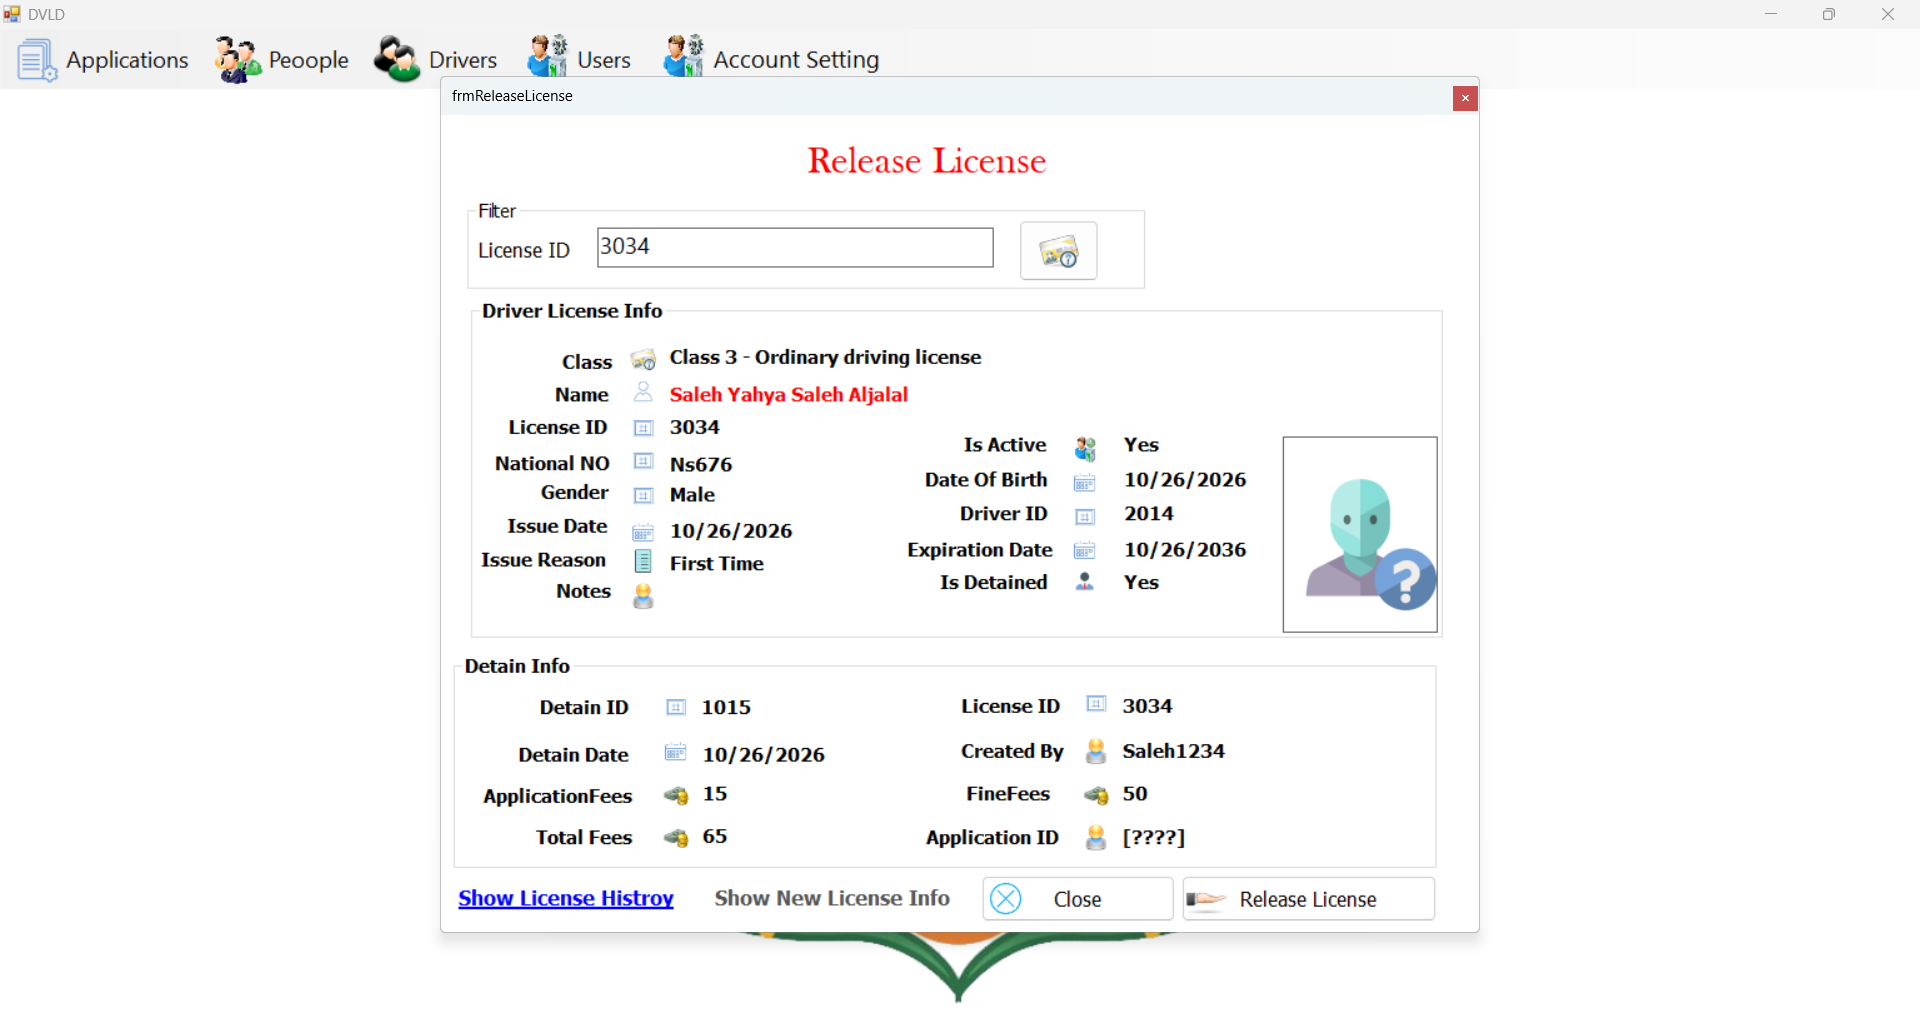 DVLD
Applications Peoople Drivers Users Account Setting
frmReleaseLicense
Release License
Filter
License ID 3034
Driver License Info
Class Class 3 - Ordinary driving license
Name Saleh Yahya Saleh Aljalal
License ID 3034
National NO Ns676
Gender Male
Issue Date 10/26/2026
Issue Reason First Time
Notes
Is Active Yes
Date Of Birth 10/26/2026
Driver ID 2014
Expiration Date 10/26/2036
Is Detained Yes
Detain Info
Detain ID 1015 License ID 3034
Detain Date 10/26/2026 Created By Saleh1234
ApplicationFees 15 FineFees 50
Total Fees 65 Application ID [????]
Show License Histroy Show New License Info Close Release License